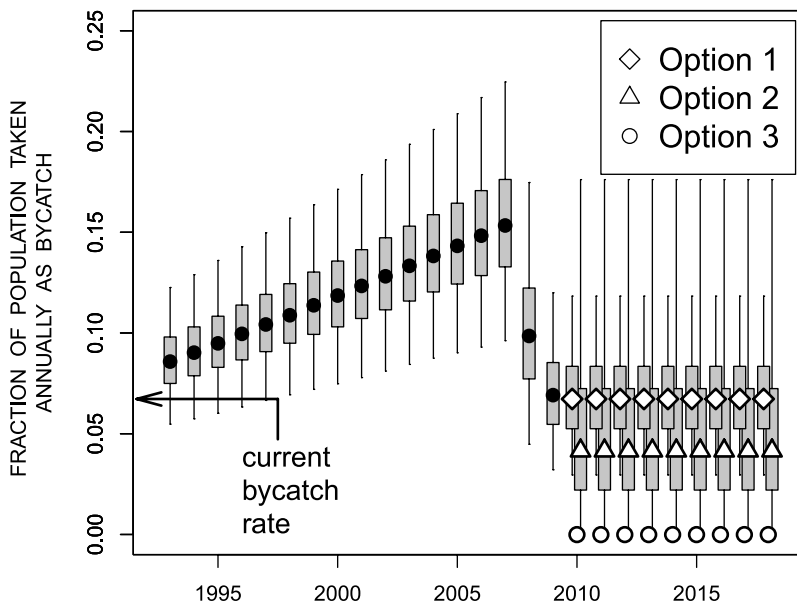 FRACTION OF POPULATION TAKEN
ANNUALLY AS BYCATCH
0.25
0.20
0.15
0.10
0.05
0.00
Option 1
Option 2
Option 3
current
bycatch
rate
1995
2000
2005
2010
2015